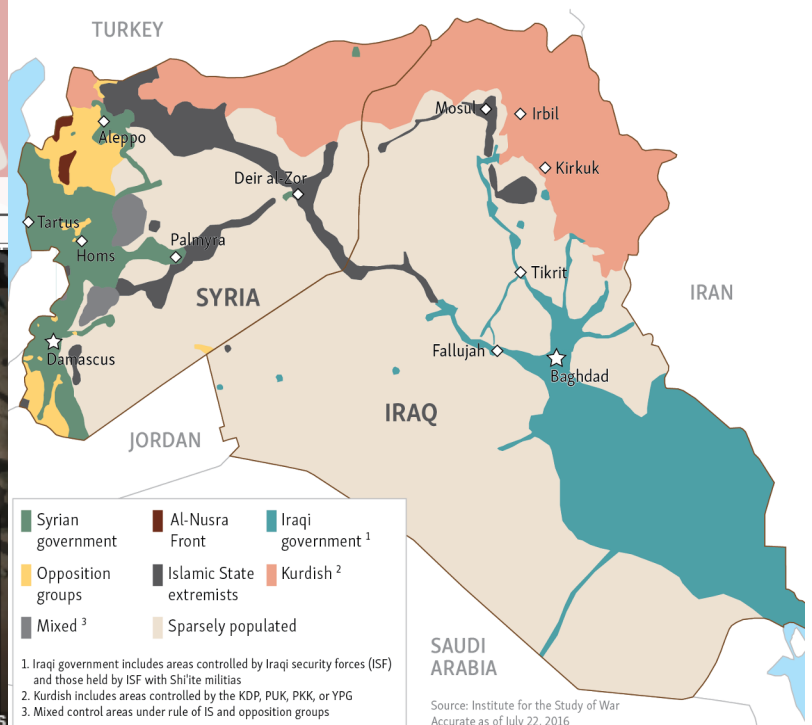 TURKEY
Mosul
Irbil
Aleppo
Kirkuk
Deir al-Zor
Tartus
Palmyra
Homs
Tikrit
SYRIA
IRAN
Damascus
Fallujah
Baghdad
IRAQ
JORDAN
Syrian
government
Al-Nusra
Front
Iraqi
government 1
Opposition
groups
Islamic State
extremists
Kurdish 2
Mixed 3
Sparsely populated
1. Iraqi government includes areas controlled by Iraqi security forces (ISF)
and those held by ISF with Shi'ite militias
2. Kurdish includes areas controlled by the KDP, PUK, PKK, or YPG
3. Mixed control areas under rule of IS and opposition groups
SAUDI
ARABIA
Source: Institute for the Study of War
Accurate as of July 22, 2016